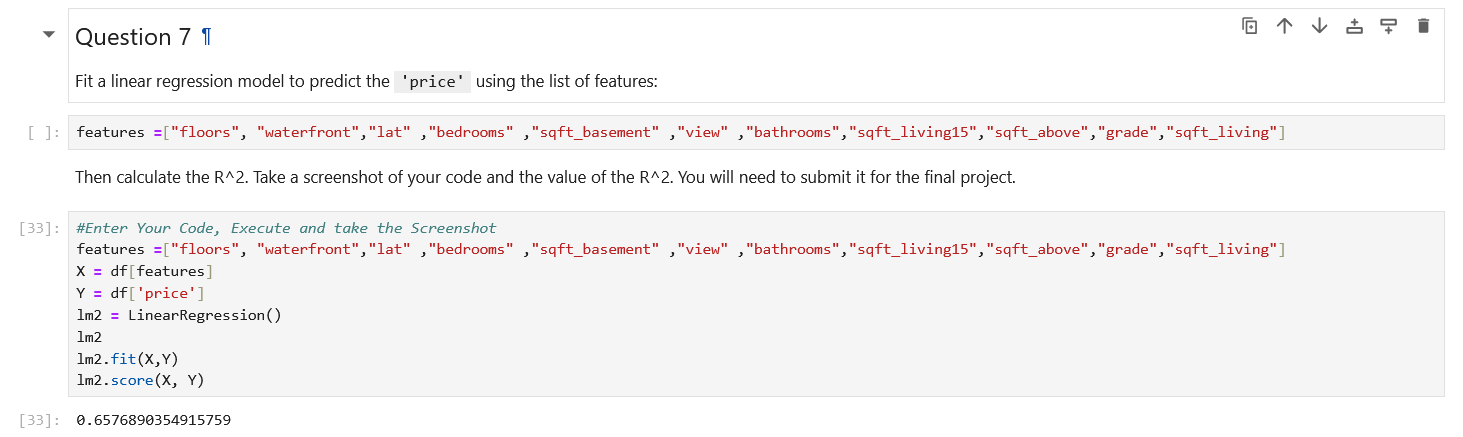 Question 7 ¶
Fit a linear regression model to predict the 'price' using the list of features:
[ ]: features =["floors", "waterfront","lat" ,"bedrooms" ,"sqft_basement" ,"view" ,"bathrooms","sqft_living15","sqft_above","grade","sqft_living"]
Then calculate the R^2. Take a screenshot of your code and the value of the R^2. You will need to submit it for the final project.
[33]: #Enter Your Code, Execute and take the Screenshot
features =["floors", "waterfront","lat" ,"bedrooms" ,"sqft_basement" ,"view" ,"bathrooms","sqft_living15","sqft_above","grade","sqft_living"]
X = df[features]
Y = df['price']
lm2 = LinearRegression()
lm2
lm2.fit(X,Y)
lm2.score(X, Y)
[33]: 0.6576890354915759